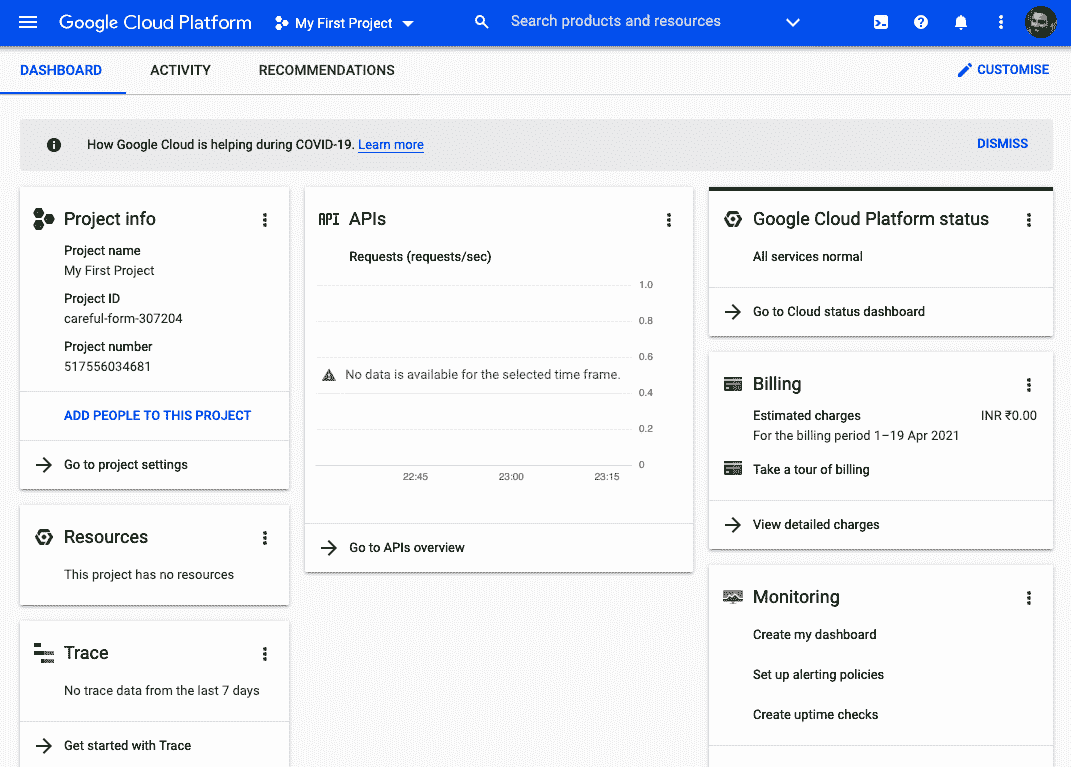 Google Cloud Platform
My First Project
Search products and resources
DASHBOARD
ACTIVITY
RECOMMENDATIONS
CUSTOMISE
How Google Cloud is helping during COVID-19. Learn more
DISMISS
Project info
Project name
My First Project
Project ID
careful-form-307204
Project number
517556034681
ADD PEOPLE TO THIS PROJECT
Go to project settings
Resources
This project has no resources
Trace
No trace data from the last 7 days
Get started with Trace
API APIs
Requests (requests/sec)
1.0
0.8
0.6
No data is available for the selected time frame.
0.4
0.2
0
22:45
23:00
23:15
Go to APIs overview
Google Cloud Platform status
All services normal
Go to Cloud status dashboard
Billing
Estimated charges
INR ₹0.00
For the billing period 1–19 Apr 2021
Take a tour of billing
View detailed charges
Monitoring
Create my dashboard
Set up alerting policies
Create uptime checks